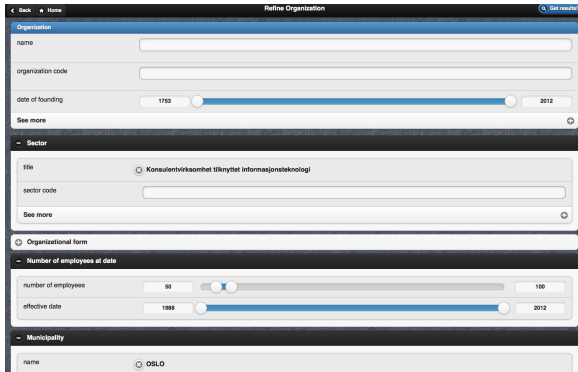 Back Home Refine Organization Get results
Organization
name
organization code
date of founding 1753 2012
See more
Sector
title Konsulentvirksomhet tilknyttet informasjonsteknologi
sector code
See more
Organizational form
Number of employees at date
number of employees 50 100
effective date 1988 2012
Municipality
name OSLO